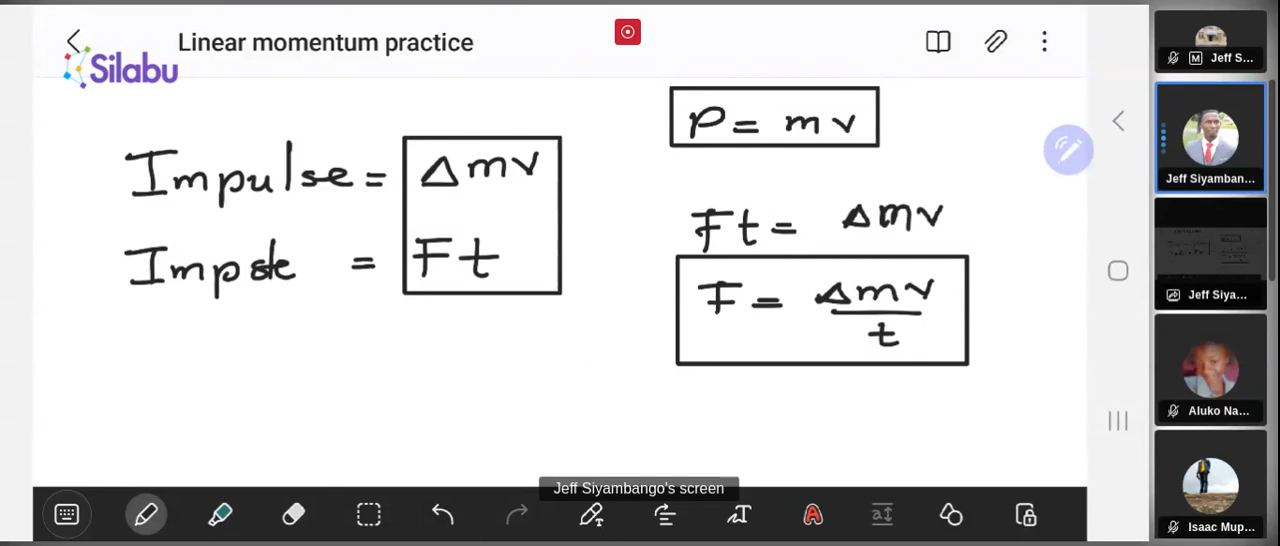 Linear momentum practice
Silabu
P = mv
Impulse = Δmv
= Ft
Ft = Δmv
F = Δmv
t
Jeff Siyambango's screen
Jeff S...
Jeff Siyamban...
Jeff Siya...
Aluko Na...
Isaac Mup...